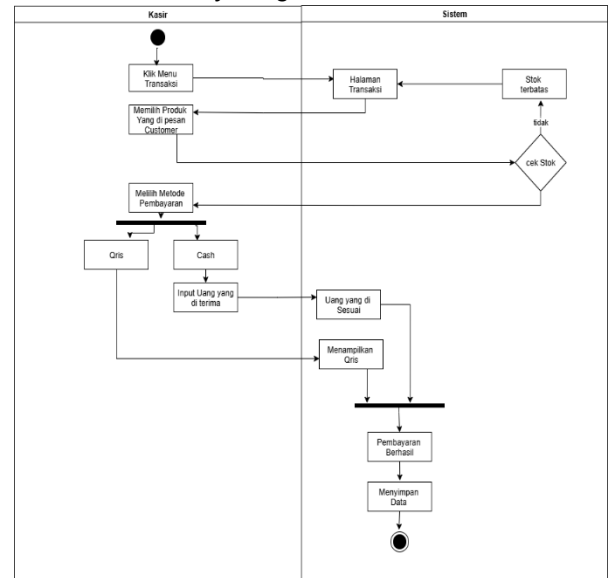 Kasir
Sistem
Klik Menu
Transaksi
Halaman
Transaksi
Stok
terbatas
Memilih Produk
Yang di pesan
Customer
tidak
cek Stok
Melilih Metode
Pembayaran
Qris
Cash
Input Uang yang
di terima
Uang yang di
Sesuai
Menampilkan
Qris
Pembayaran
Berhasil
Menyimpan
Data